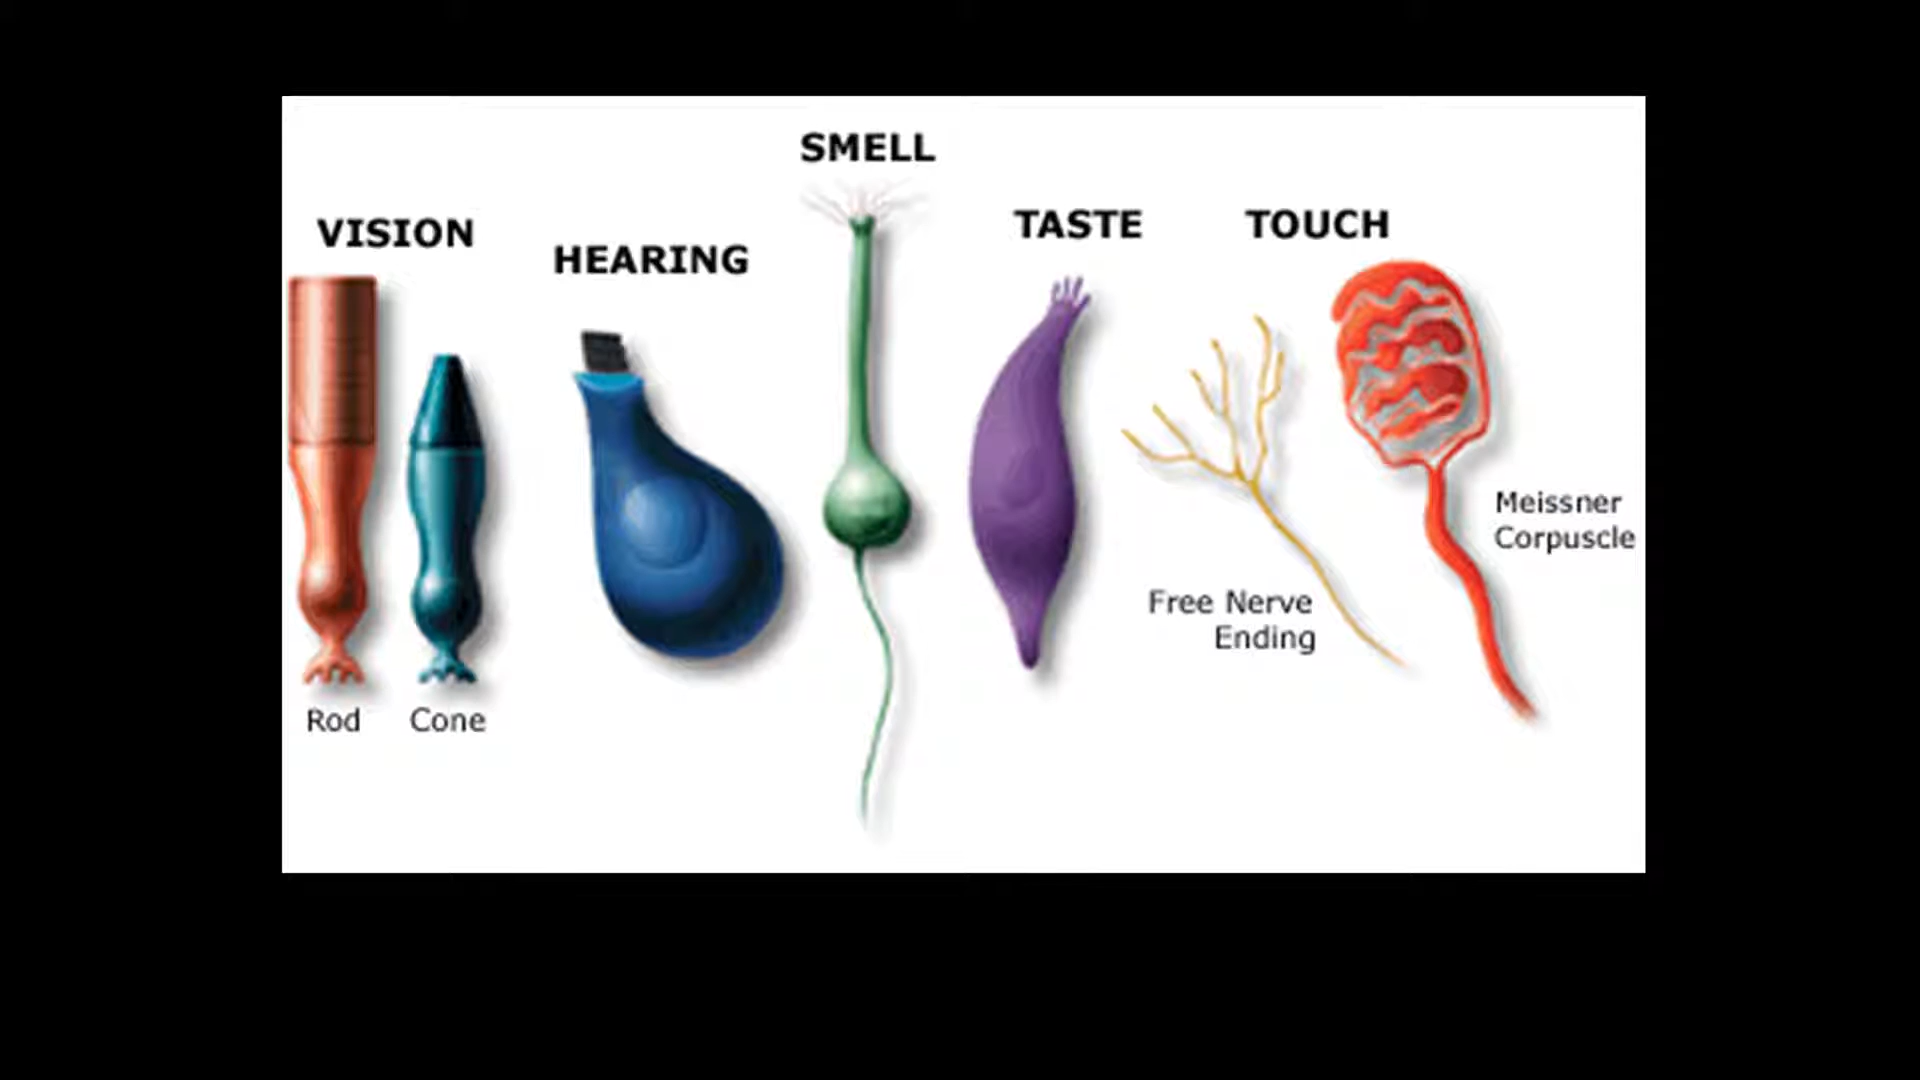 SMELL
VISION
HEARING
TASTE
TOUCH
Meissner
Corpuscle
Free Nerve
Ending
Rod
Cone